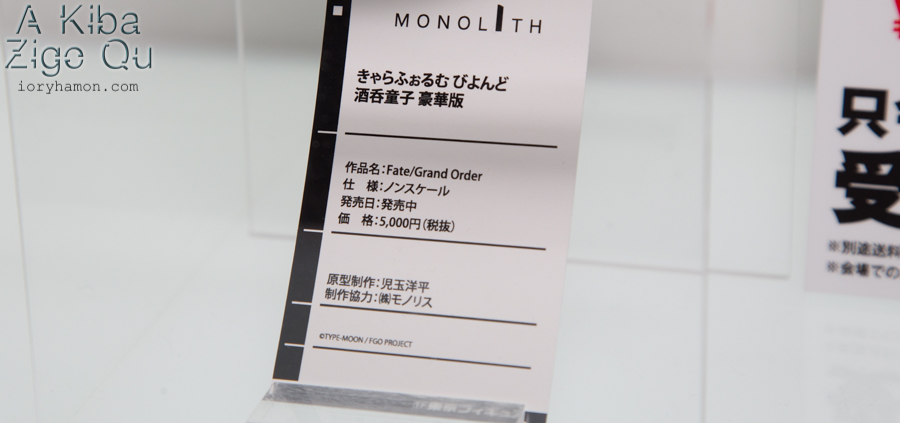 A Kiba
Zigo Qu
ioryhamon.com
MONOLITH
きゃらふぉるむ びよんど
酒呑童子 豪華版
作品名：Fate/Grand Order
仕　様：ノンスケール
発売日：発売中
価　格：5,000円（税抜）
原型制作：児玉洋平
制作協力：㈱モノリス
©TYPE-MOON / FGO PROJECT
只
受
※別途送料
※会場での